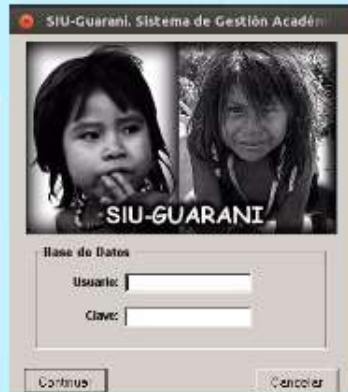 SIU-Guarani. Sistema de Gestión Académ
SIU-GUARANI
Base de Datos
Usuario:
Clave:
Continuar
Cancelar